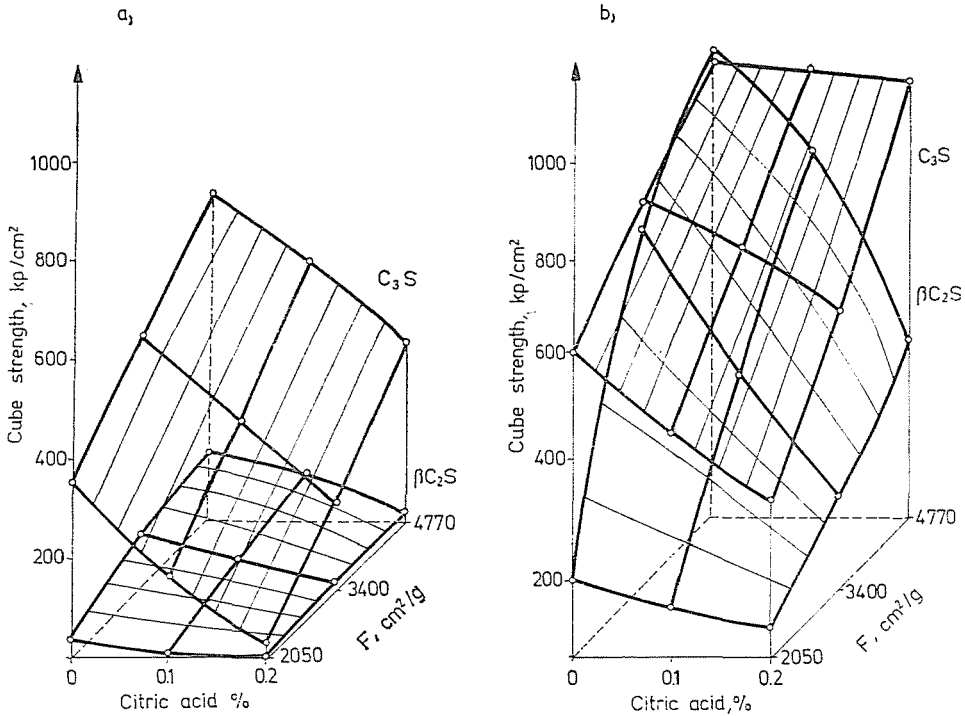 a,
Cube strength, kp/cm²
1000
800
600
400
200
C₃S
βC₂S
4770
3400
2050
F, cm²/g
0
0.1
0.2
Citric acid %
b,
Cube strength, kp/cm²
1000
800
600
400
200
C₃S
βC₂S
4770
3400
2050
F, cm²/g
0
0.1
0.2
Citric acid, %